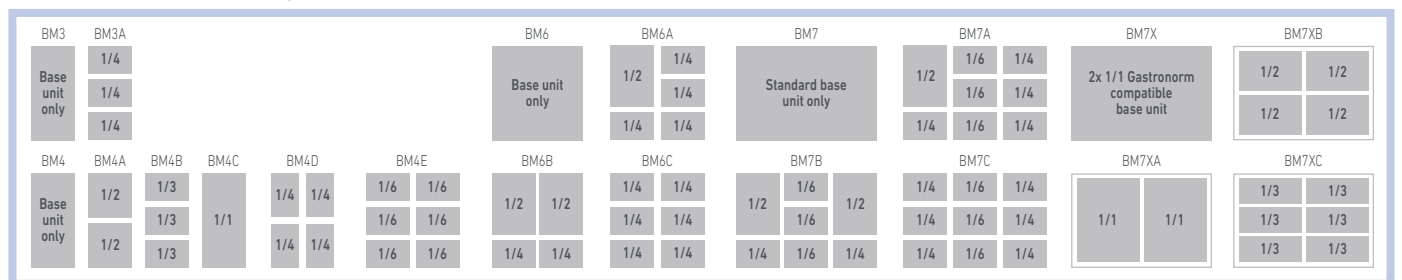 BM3 BM3A BM6 BM6A BM7 BM7A BM7X BM7XB
Base
unit
only
1/4
1/4
1/4
Base unit
only
1/2 1/4
1/4
1/4 1/4
Standard base
unit only
1/2 1/6 1/4
1/6 1/4
1/4 1/6 1/4
2x 1/1 Gastronorm
compatible
base unit
1/2 1/2
1/2 1/2
BM4 BM4A BM4B BM4C BM4D BM4E BM6B BM6C BM7B BM7C BM7XA BM7XC
Base
unit
only
1/2
1/2
1/3
1/3
1/3
1/1
1/4 1/4
1/4 1/4
1/6 1/6
1/6 1/6
1/6 1/6
1/2 1/2
1/4 1/4
1/4 1/4
1/4 1/4
1/4 1/4
1/2 1/6 1/2
1/6
1/4 1/6 1/4
1/4 1/6 1/4
1/4 1/6 1/4
1/4 1/6 1/4
1/1 1/1
1/3 1/3
1/3 1/3
1/3 1/3